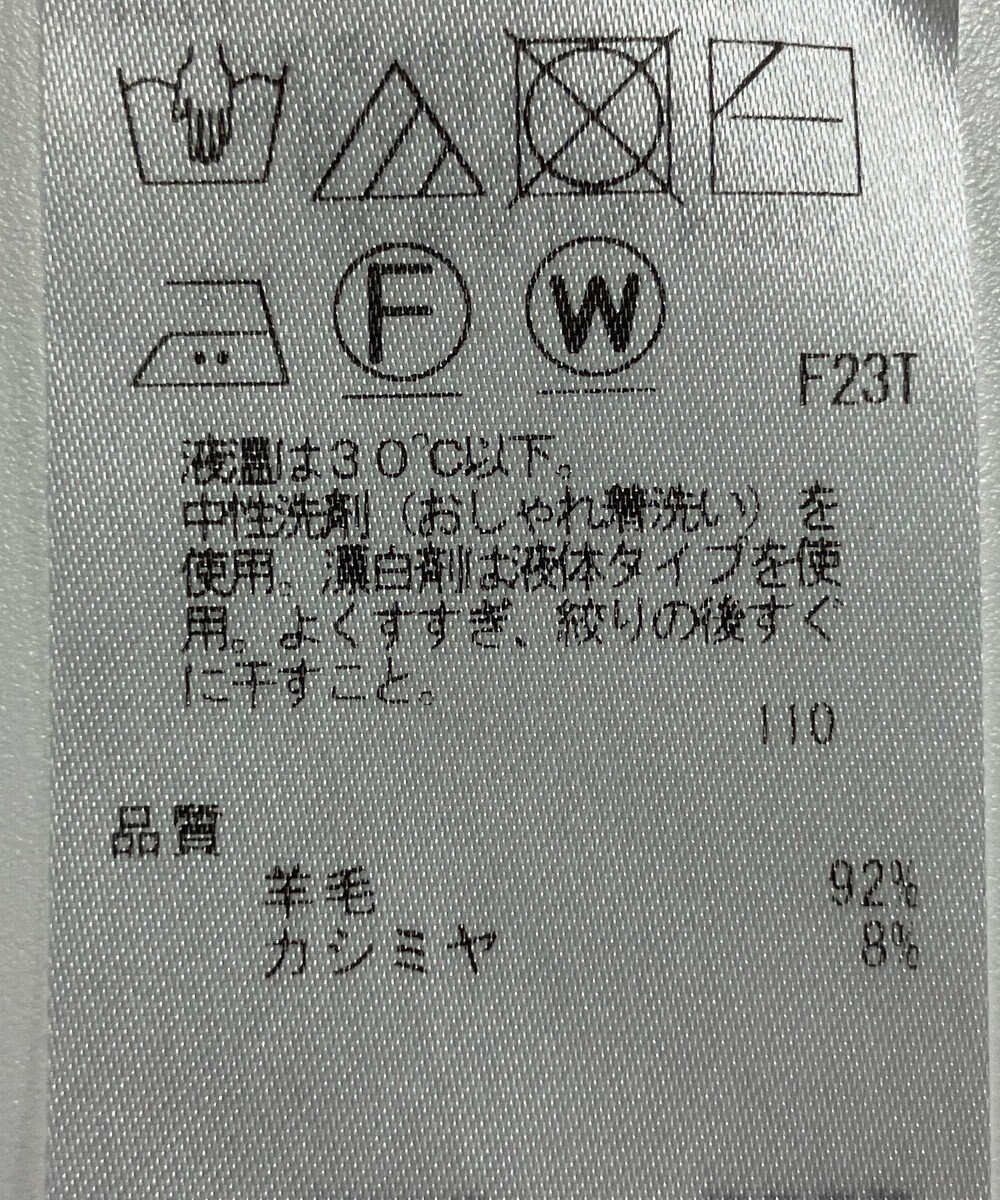 F W
F23T
液温は30℃以下。
中性洗剤（おしゃれ着洗い）を
使用。漂白剤は液体タイプを使
用。よくすすぎ、絞りの後すぐ
に干すこと。
110
品質
羊毛 92%
カシミヤ 8%